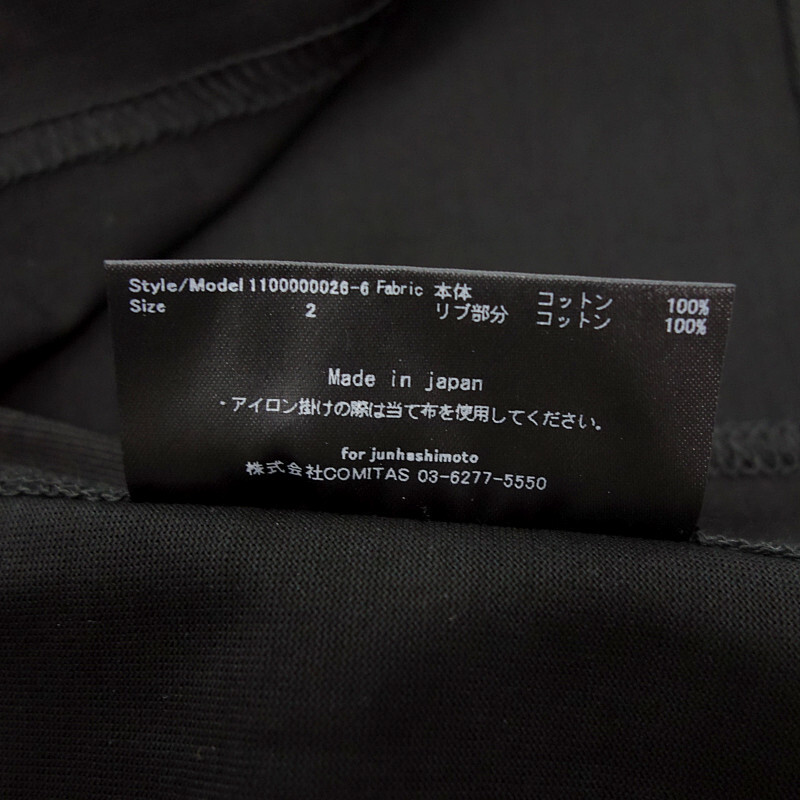 Style/Model 1100000026-6 Fabric 本体 コットン 100%
Size 2 リブ部分 コットン 100%
Made in japan
・アイロン掛けの際は当て布を使用してください。
for junhashimoto
株式会社COMITAS 03-6277-5550